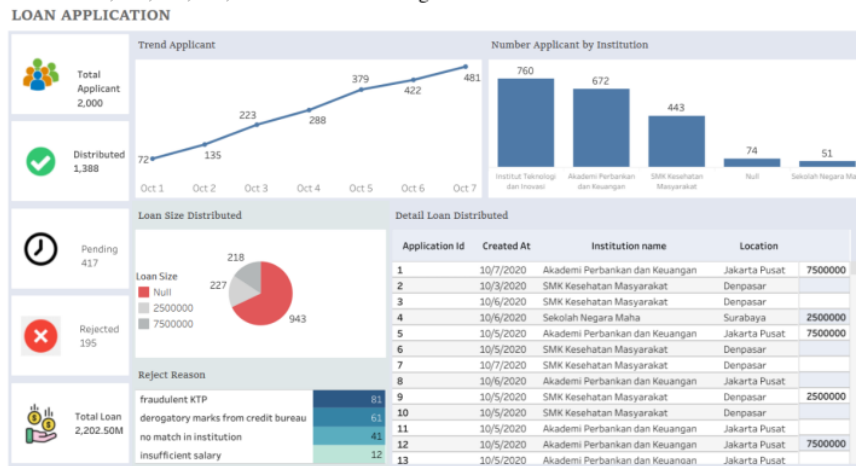 LOAN APPLICATION
Total
Applicant
2,000
Distributed
1,388
Pending
417
Rejected
195
Total Loan
2,202.50M
Trend Applicant
72
135
223
288
379
422
481
Oct 1 Oct 2 Oct 3 Oct 4 Oct 5 Oct 6 Oct 7
Number Applicant by Institution
760
672
443
74
51
Institut Teknologi dan Inovasi
Akademi Perbankan dan Keuangan
SMK Kesehatan Masyarakat
Null
Sekolah Negara Ma
Loan Size Distributed
Loan Size
Null
2500000
7500000
218
227
943
Reject Reason
fraudulent KTP 81
derogatory marks from credit bureau 61
no match in institution 41
insufficient salary 12
Detail Loan Distributed
Application Id Created At Institution name Location
1 10/7/2020 Akademi Perbankan dan Keuangan Jakarta Pusat 7500000
2 10/3/2020 SMK Kesehatan Masyarakat Denpasar
3 10/6/2020 SMK Kesehatan Masyarakat Denpasar
4 10/6/2020 Sekolah Negara Maha Surabaya 2500000
5 10/5/2020 Akademi Perbankan dan Keuangan Jakarta Pusat 7500000
6 10/5/2020 SMK Kesehatan Masyarakat Denpasar
7 10/7/2020 SMK Kesehatan Masyarakat Denpasar
8 10/6/2020 Akademi Perbankan dan Keuangan Jakarta Pusat
9 10/5/2020 SMK Kesehatan Masyarakat Denpasar 2500000
10 10/5/2020 SMK Kesehatan Masyarakat Denpasar
11 10/5/2020 Akademi Perbankan dan Keuangan Jakarta Pusat
12 10/5/2020 Akademi Perbankan dan Keuangan Jakarta Pusat 7500000
13 10/5/2020 Akademi Perbankan dan Keuangan Jakarta Pusat